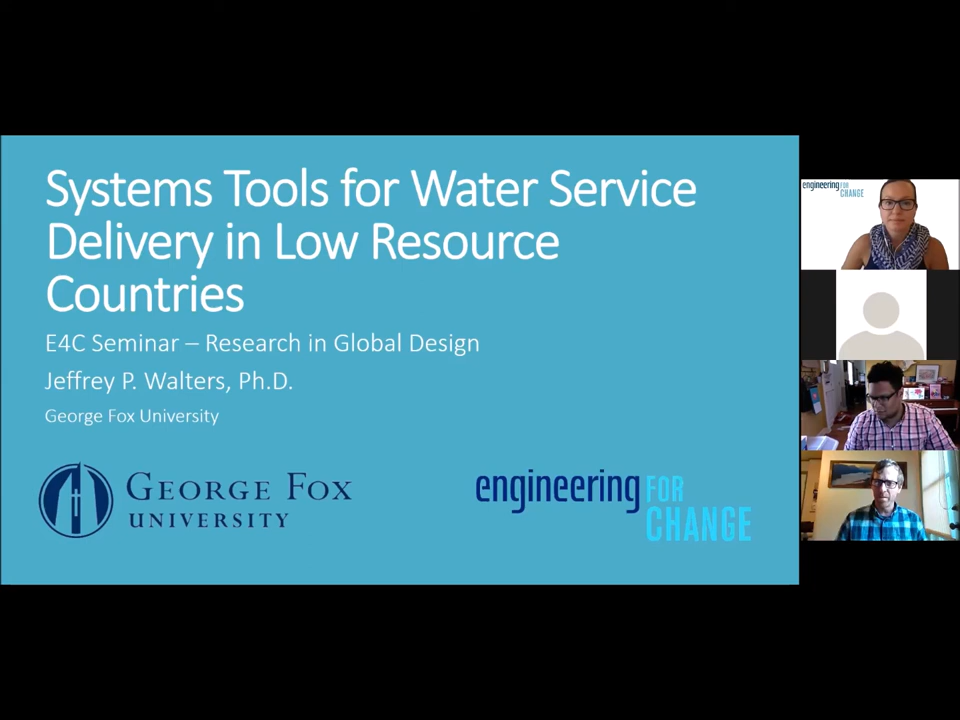 Systems Tools for Water Service
Delivery in Low Resource
Countries
E4C Seminar – Research in Global Design
Jeffrey P. Walters, Ph.D.
George Fox University
GEORGE FOX
UNIVERSITY
engineering FOR
CHANGE
engineering FOR
CHANGE